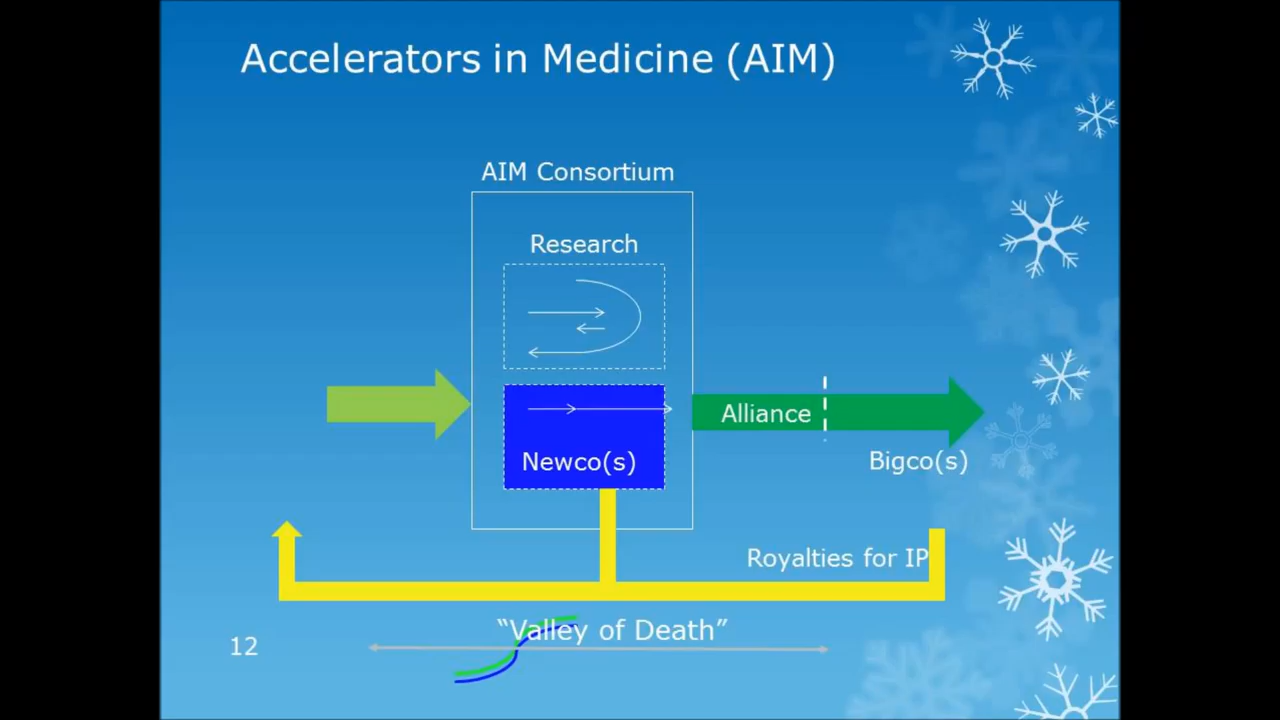 Accelerators in Medicine (AIM)
AIM Consortium
Research
Alliance
Newco(s)
Bigco(s)
Royalties for IP
“Valley of Death”
12